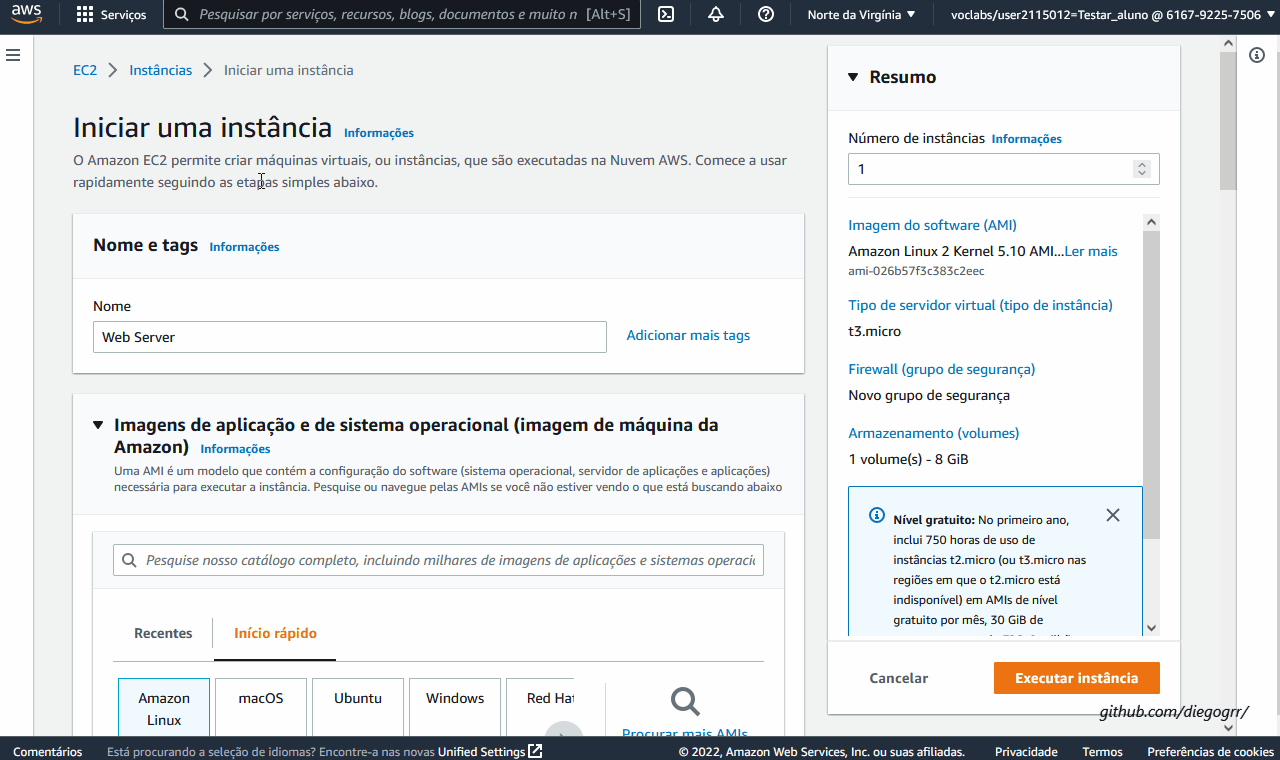 aws
Serviços
Pesquisar por serviços, recursos, blogs, documentos e muito n [Alt+S]
Norte da Virgínia
voclabs/user2115012=Testar_aluno @ 6167-9225-7506
EC2 > Instâncias > Iniciar uma instância
Iniciar uma instância Informações
O Amazon EC2 permite criar máquinas virtuais, ou instâncias, que são executadas na Nuvem AWS. Comece a usar
rapidamente seguindo as etapas simples abaixo.
Nome e tags Informações
Nome
Web Server
Adicionar mais tags
Imagens de aplicação e de sistema operacional (imagem de máquina da
Amazon) Informações
Uma AMI é um modelo que contém a configuração do software (sistema operacional, servidor de aplicações e aplicações)
necessária para executar a instância. Pesquise ou navegue pelas AMIs se você não estiver vendo o que está buscando abaixo
Pesquise nosso catálogo completo, incluindo milhares de imagens de aplicações e sistemas operacio
Recentes
Início rápido
Amazon
Linux
macOS
Ubuntu
Windows
Red Hat
Procurar mais AMIs
Resumo
Número de instâncias Informações
1
Imagem do software (AMI)
Amazon Linux 2 Kernel 5.10 AMI...Ler mais
ami-026b57f3c383c2eec
Tipo de servidor virtual (tipo de instância)
t3.micro
Firewall (grupo de segurança)
Novo grupo de segurança
Armazenamento (volumes)
1 volume(s) - 8 GiB
Nível gratuito: No primeiro ano,
inclui 750 horas de uso de
instâncias t2.micro (ou t3.micro nas
regiões em que o t2.micro está
indisponível) em AMIs de nível
gratuito por mês, 30 GiB de
Cancelar
Executar instância
github.com/diegogrr/
Comentários
Está procurando a seleção de idiomas? Encontre-a nas novas Unified Settings
© 2022, Amazon Web Services, Inc. ou suas afiliadas.
Privacidade
Termos
Preferências de cookies